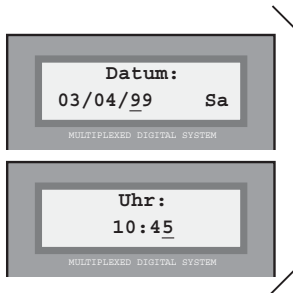 Datum:
03/04/99 Sa
MULTIPLEXED DIGITAL SYSTEM
Uhr:
10:45
MULTIPLEXED DIGITAL SYSTEM